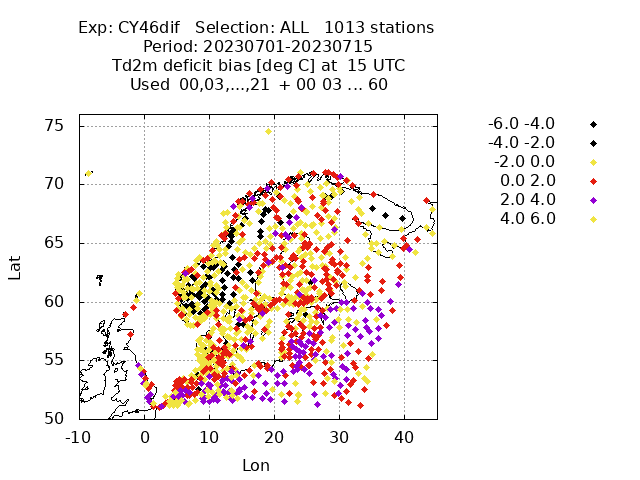 Exp: CY46dif   Selection: ALL   1013 stations
Period: 20230701-20230715
Td2m deficit bias [deg C] at  15 UTC
Used  00,03,...,21  + 00 03 ... 60
-6.0 -4.0
-4.0 -2.0
-2.0 0.0
0.0 2.0
2.0 4.0
4.0 6.0
75
70
65
60
55
50
Lat
-10 0 10 20 30 40
Lon